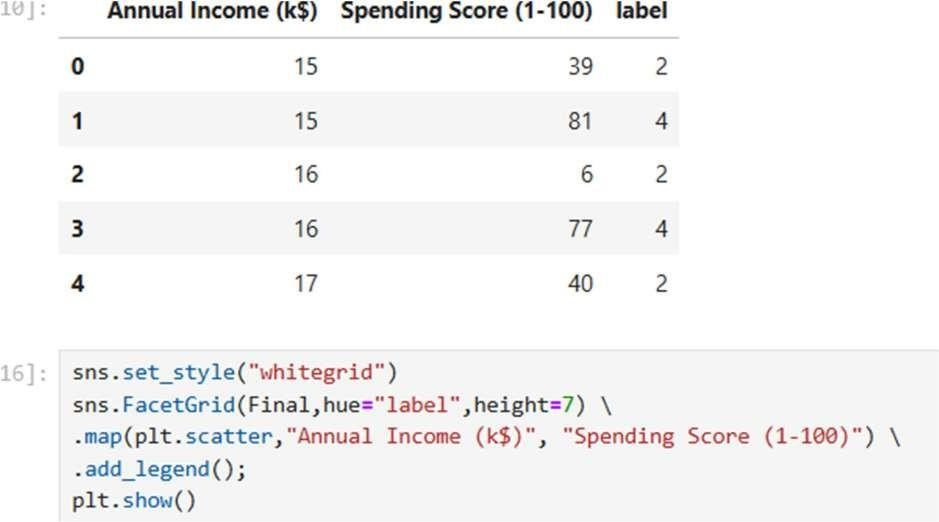 10]:  Annual Income (k$)  Spending Score (1-100)  label
0  15  39  2
1  15  81  4
2  16  6  2
3  16  77  4
4  17  40  2
16]:  sns.set_style("whitegrid")
sns.FacetGrid(Final,hue="label",height=7) \
.map(plt.scatter,"Annual Income (k$)", "Spending Score (1-100)") \
.add_legend();
plt.show()